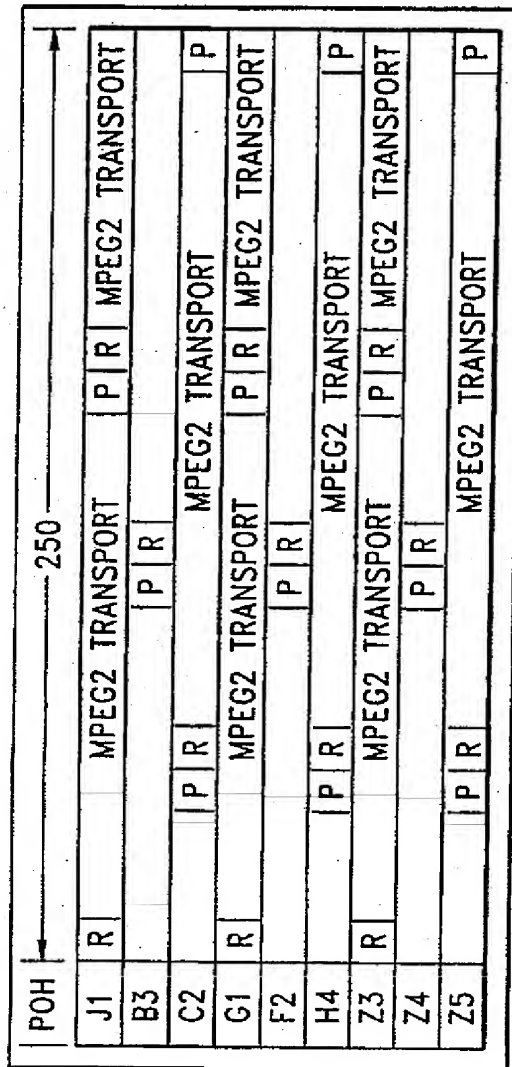 POH 250
J1 R MPEG2 TRANSPORT P R MPEG2 TRANSPORT
B3 P R
C2 P R MPEG2 TRANSPORT P
G1 R MPEG2 TRANSPORT P R MPEG2 TRANSPORT
F2 P R
H4 P R MPEG2 TRANSPORT P
Z3 R MPEG2 TRANSPORT P R MPEG2 TRANSPORT
Z4 P R
Z5 P R MPEG2 TRANSPORT P